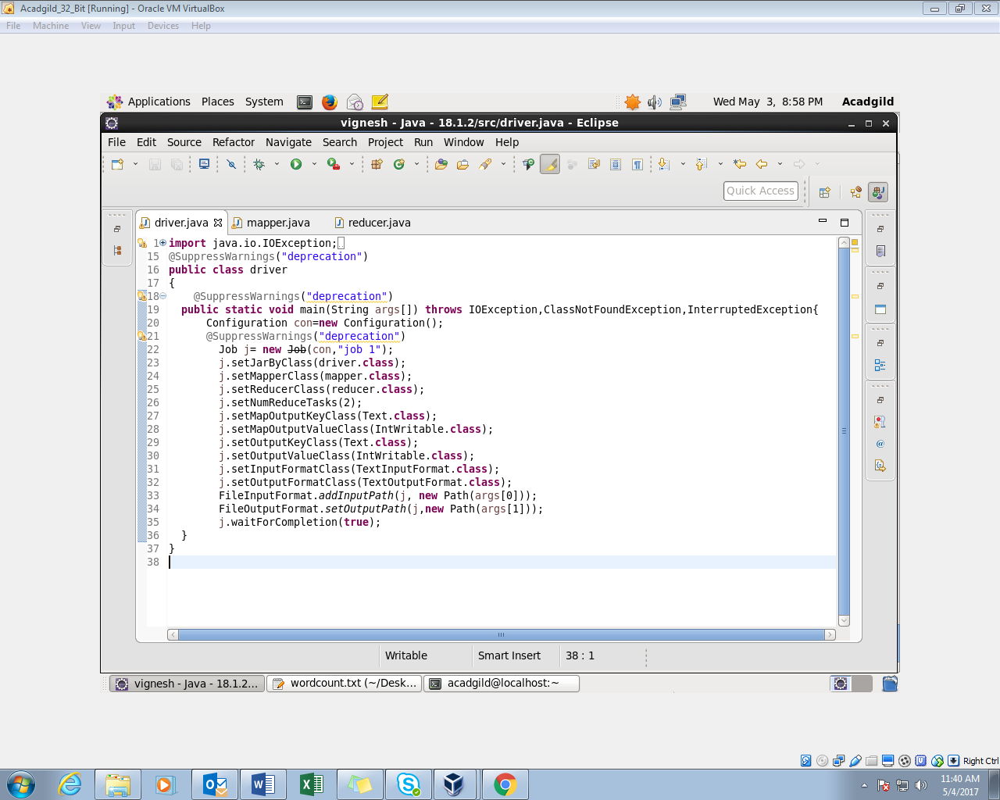 Acadgild_32_Bit [Running] - Oracle VM VirtualBox
File Machine View Input Devices Help
Applications Places System Wed May 3, 8:58 PM Acadgild
vignesh - Java - 18.1.2/src/driver.java - Eclipse
File Edit Source Refactor Navigate Search Project Run Window Help
Quick Access
driver.java mapper.java reducer.java
1 import java.io.IOException;
15 @SuppressWarnings("deprecation")
16 public class driver
17 {
18 @SuppressWarnings("deprecation")
19 public static void main(String args[]) throws IOException,ClassNotFoundException,InterruptedException{
20 Configuration con=new Configuration();
21 @SuppressWarnings("deprecation")
22 Job j= new Job(con,"job 1");
23 j.setJarByClass(driver.class);
24 j.setMapperClass(mapper.class);
25 j.setReducerClass(reducer.class);
26 j.setNumReduceTasks(2);
27 j.setMapOutputKeyClass(Text.class);
28 j.setMapOutputValueClass(IntWritable.class);
29 j.setOutputKeyClass(Text.class);
30 j.setOutputValueClass(IntWritable.class);
31 j.setInputFormatClass(TextInputFormat.class);
32 j.setOutputFormatClass(TextOutputFormat.class);
33 FileInputFormat.addInputPath(j, new Path(args[0]));
34 FileOutputFormat.setOutputPath(j,new Path(args[1]));
35 j.waitForCompletion(true);
36 }
37 }
38
Writable Smart Insert 38 : 1
vignesh - Java - 18.1.2... wordcount.txt (~/Desk... acadgild@localhost:~
Right Ctrl
11:40 AM
5/4/2017